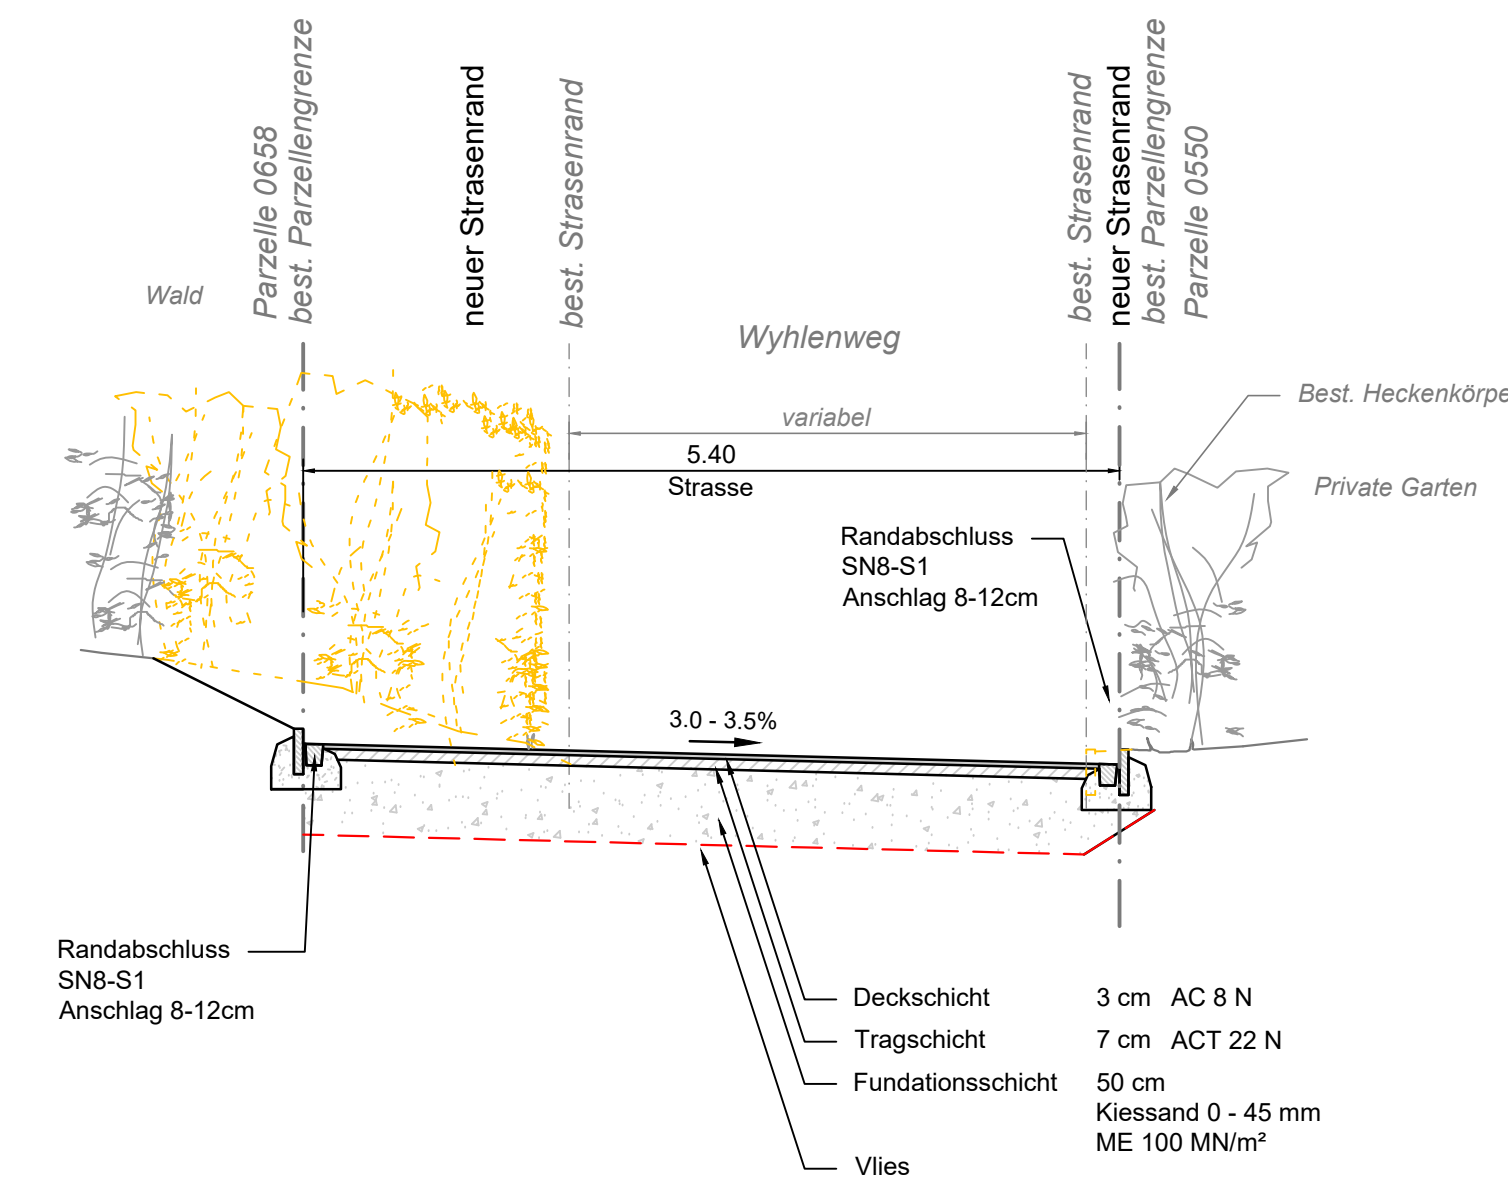 Parzelle 0658
best. Parzellengrenze
neuer Strasenrand
best. Strasenrand
best. Strasenrand
neuer Strasenrand
best. Parzellengrenze
Parzelle 0550
Wald
Wyhlenweg
variabel
5.40
Strasse
Best. Heckenkörpe
Private Garten
Randabschluss
SN8-S1
Anschlag 8-12cm
3.0 - 3.5%
Randabschluss
SN8-S1
Anschlag 8-12cm
Deckschicht 3 cm AC 8 N
Tragschicht 7 cm ACT 22 N
Fundationsschicht 50 cm
Kiessand 0 - 45 mm
ME 100 MN/m²
Vlies